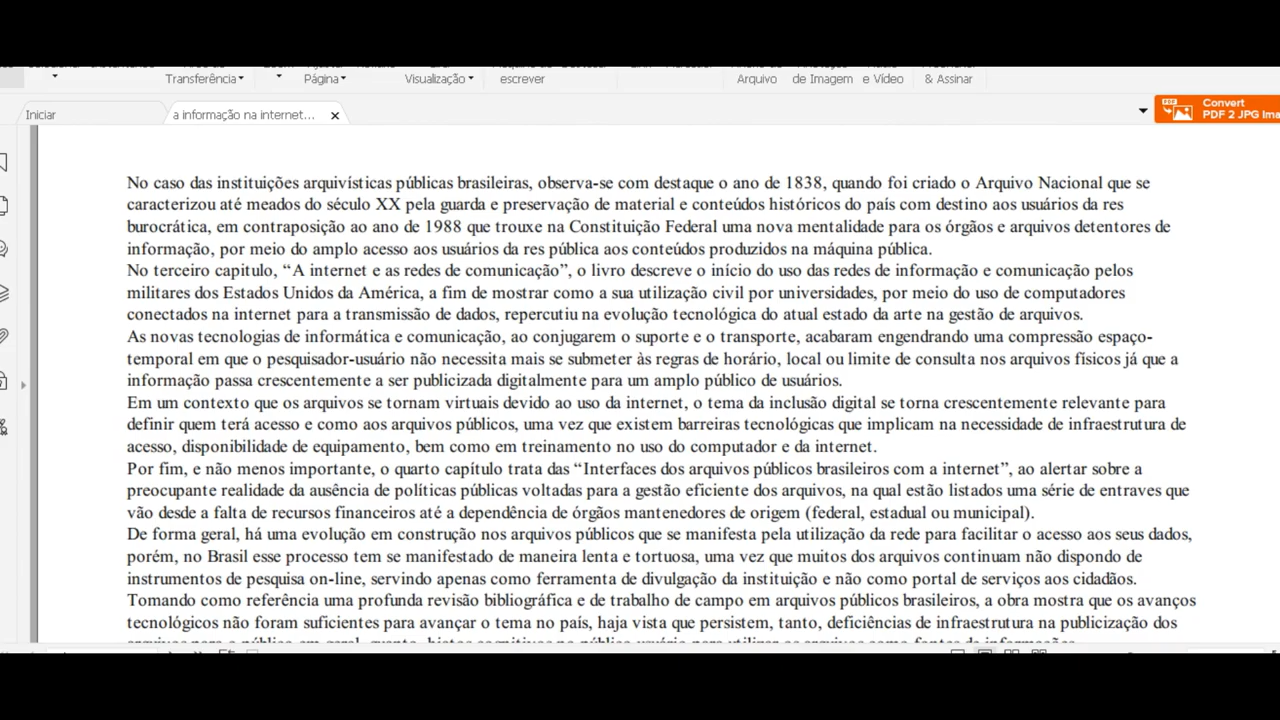 Transferência
Página
Visualização
escrever
Arquivo
de Imagem
e Vídeo
& Assinar
Iniciar
a informação na internet...
Convert
PDF 2 JPG Ima
No caso das instituições arquivísticas públicas brasileiras, observa-se com destaque o ano de 1838, quando foi criado o Arquivo Nacional que se
caracterizou até meados do século XX pela guarda e preservação de material e conteúdos históricos do país com destino aos usuários da res
burocrática, em contraposição ao ano de 1988 que trouxe na Constituição Federal uma nova mentalidade para os órgãos e arquivos detentores de
informação, por meio do amplo acesso aos usuários da res pública aos conteúdos produzidos na máquina pública.
No terceiro capitulo, “A internet e as redes de comunicação”, o livro descreve o início do uso das redes de informação e comunicação pelos
militares dos Estados Unidos da América, a fim de mostrar como a sua utilização civil por universidades, por meio do uso de computadores
conectados na internet para a transmissão de dados, repercutiu na evolução tecnológica do atual estado da arte na gestão de arquivos.
As novas tecnologias de informática e comunicação, ao conjugarem o suporte e o transporte, acabaram engendrando uma compressão espaço-
temporal em que o pesquisador-usuário não necessita mais se submeter às regras de horário, local ou limite de consulta nos arquivos físicos já que a
informação passa crescentemente a ser publicizada digitalmente para um amplo público de usuários.
Em um contexto que os arquivos se tornam virtuais devido ao uso da internet, o tema da inclusão digital se torna crescentemente relevante para
definir quem terá acesso e como aos arquivos públicos, uma vez que existem barreiras tecnológicas que implicam na necessidade de infraestrutura de
acesso, disponibilidade de equipamento, bem como em treinamento no uso do computador e da internet.
Por fim, e não menos importante, o quarto capítulo trata das “Interfaces dos arquivos públicos brasileiros com a internet”, ao alertar sobre a
preocupante realidade da ausência de políticas públicas voltadas para a gestão eficiente dos arquivos, na qual estão listados uma série de entraves que
vão desde a falta de recursos financeiros até a dependência de órgãos mantenedores de origem (federal, estadual ou municipal).
De forma geral, há uma evolução em construção nos arquivos públicos que se manifesta pela utilização da rede para facilitar o acesso aos seus dados,
porém, no Brasil esse processo tem se manifestado de maneira lenta e tortuosa, uma vez que muitos dos arquivos continuam não dispondo de
instrumentos de pesquisa on-line, servindo apenas como ferramenta de divulgação da instituição e não como portal de serviços aos cidadãos.
Tomando como referência uma profunda revisão bibliográfica e de trabalho de campo em arquivos públicos brasileiros, a obra mostra que os avanços
tecnológicos não foram suficientes para avançar o tema no país, haja vista que persistem, tanto, deficiências de infraestrutura na publicização dos